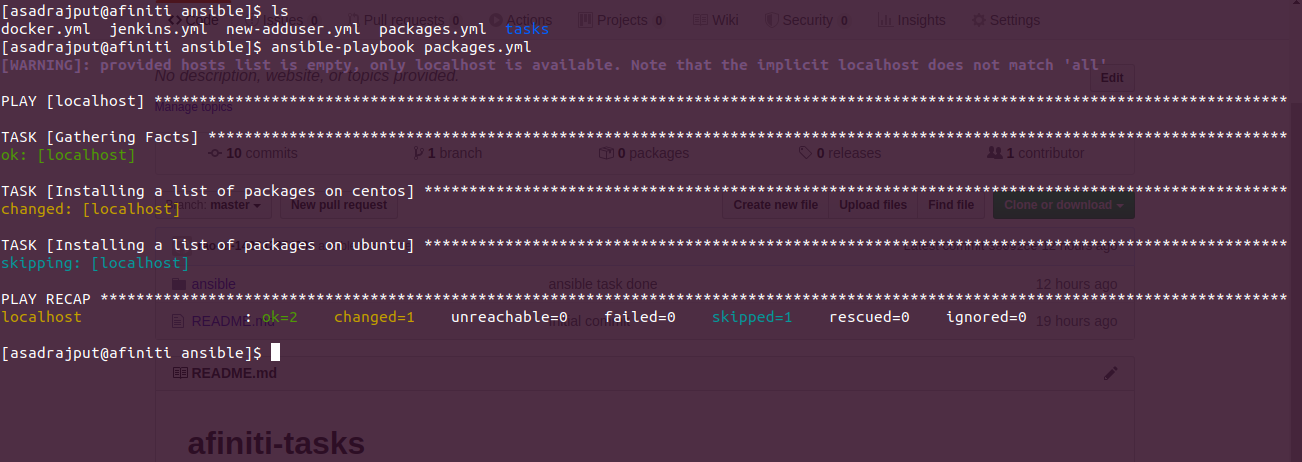 [asadrajput@afiniti ansible]$ ls
docker.yml  jenkins.yml  new-adduser.yml  packages.yml  tasks
[asadrajput@afiniti ansible]$ ansible-playbook packages.yml
[WARNING]: provided hosts list is empty, only localhost is available. Note that the implicit localhost does not match 'all'
PLAY [localhost] ******************************************************************************************************************************
TASK [Gathering Facts] ************************************************************************************************************************
ok: [localhost]
TASK [Installing a list of packages on centos] ************************************************************************************************
changed: [localhost]
TASK [Installing a list of packages on ubuntu] ************************************************************************************************
skipping: [localhost]
PLAY RECAP ************************************************************************************************************************************
localhost                  : ok=2    changed=1    unreachable=0    failed=0    skipped=1    rescued=0    ignored=0
[asadrajput@afiniti ansible]$
Code Issues 0 Pull requests 0 Actions Projects 0 Wiki Security 0 Insights Settings
No description, website, or topics provided.
Edit
Manage topics
10 commits 1 branch 0 packages 0 releases 1 contributor
Branch: master New pull request Create new file Upload files Find file Clone or download
ansible ansible task done 12 hours ago
README.md Initial commit 19 hours ago
README.md
afiniti-tasks